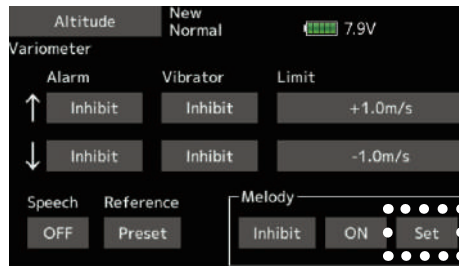 Altitude
New
Normal
7.9V
Variometer
Alarm Vibrator Limit
↑ Inhibit Inhibit +1.0m/s
↓ Inhibit Inhibit -1.0m/s
Speech Reference Melody
OFF Preset Inhibit ON Set